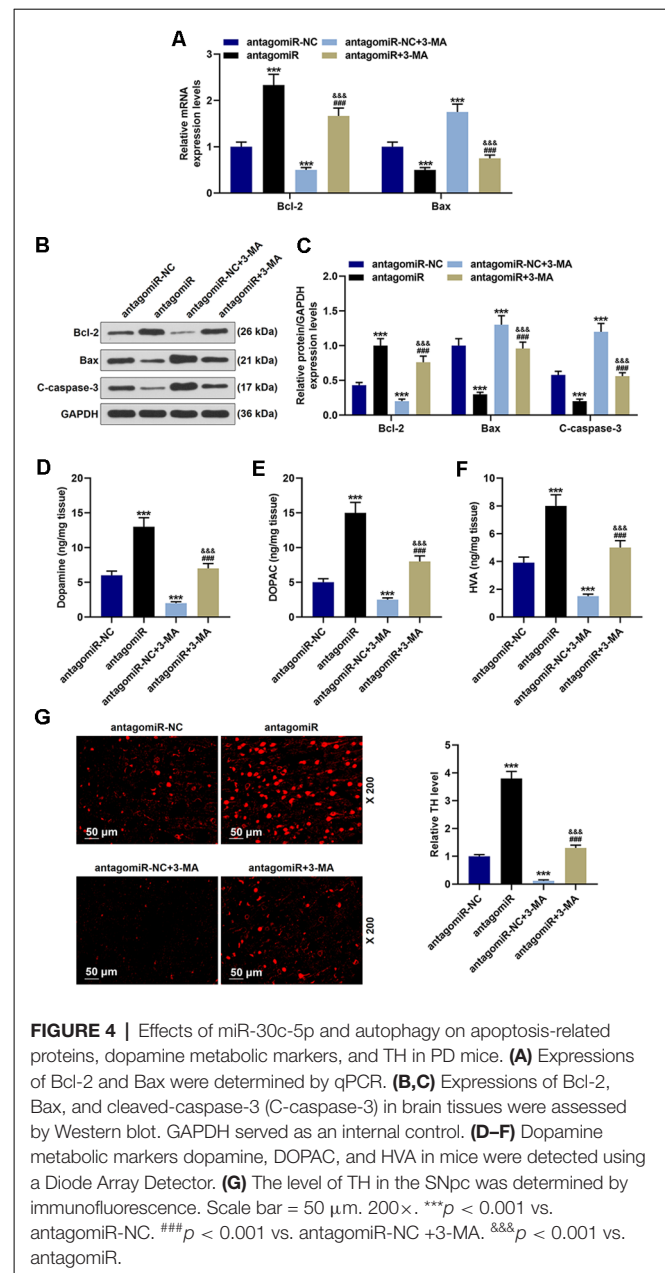 A
antagomiR-NC antagomiR-NC+3-MA
antagomiR antagomiR+3-MA
Relative mRNA
expression levels
3
2
1
0
***
***
&&&
###
***
***
&&&
###
Bcl-2 Bax
B
antagomiR-NC
antagomiR
antagomiR-NC+3-MA
antagomiR+3-MA
Bcl-2 (26 kDa)
Bax (21 kDa)
C-caspase-3 (17 kDa)
GAPDH (36 kDa)
C
antagomiR-NC antagomiR-NC+3-MA
antagomiR antagomiR+3-MA
Relative protein/GAPDH
expression levels
2.0
1.5
1.0
0.5
0.0
***
***
&&&
###
***
***
&&&
###
***
***
&&&
###
Bcl-2 Bax C-caspase-3
D
Dopamine (ng/mg tissue)
20
15
10
5
0
***
***
&&&
###
antagomiR-NC
antagomiR
antagomiR-NC+3-MA
antagomiR+3-MA
E
DOPAC (ng/mg tissue)
20
15
10
5
0
***
***
&&&
###
antagomiR-NC
antagomiR
antagomiR-NC+3-MA
antagomiR+3-MA
F
HVA (ng/mg tissue)
10
8
6
4
2
0
***
***
&&&
###
antagomiR-NC
antagomiR
antagomiR-NC+3-MA
antagomiR+3-MA
G
antagomiR-NC antagomiR
50 µm 50 µm
X 200
antagomiR-NC+3-MA antagomiR+3-MA
50 µm 50 µm
X 200
Relative TH level
5
4
3
2
1
0
***
***
&&&
###
antagomiR-NC
antagomiR
antagomiR-NC+3-MA
antagomiR+3-MA
FIGURE 4 | Effects of miR-30c-5p and autophagy on apoptosis-related
proteins, dopamine metabolic markers, and TH in PD mice. (A) Expressions
of Bcl-2 and Bax were determined by qPCR. (B,C) Expressions of Bcl-2,
Bax, and cleaved-caspase-3 (C-caspase-3) in brain tissues were assessed
by Western blot. GAPDH served as an internal control. (D–F) Dopamine
metabolic markers dopamine, DOPAC, and HVA in mice were detected using
a Diode Array Detector. (G) The level of TH in the SNpc was determined by
immunofluorescence. Scale bar = 50 µm. 200×. ***p < 0.001 vs.
antagomiR-NC. ###p < 0.001 vs. antagomiR-NC +3-MA. &&&p < 0.001 vs.
antagomiR.